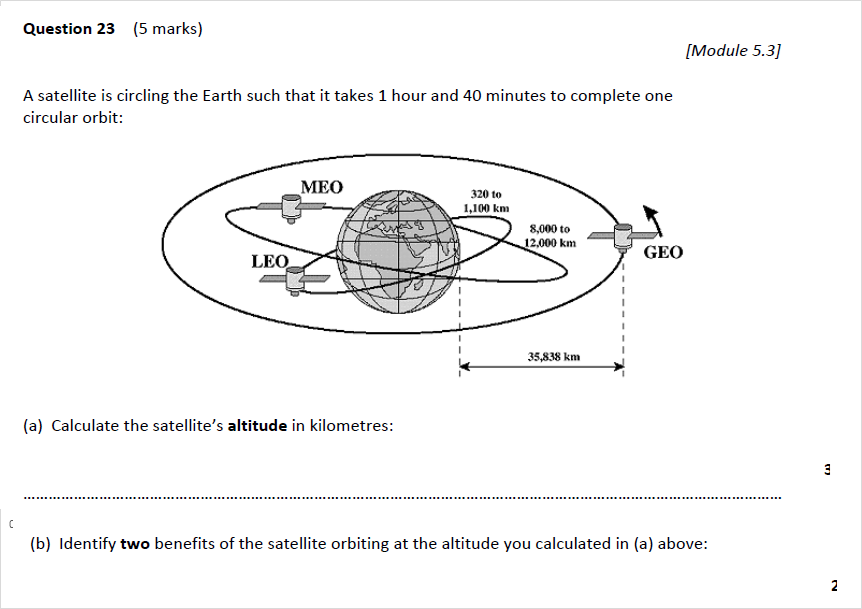 Question 23 (5 marks)
[Module 5.3]
A satellite is circling the Earth such that it takes 1 hour and 40 minutes to complete one
circular orbit:
MEO
320 to
1,100 km
8,000 to
12,000 km
GEO
LEO
35,838 km
(a) Calculate the satellite's altitude in kilometres:
3
................................................................................
(b) Identify two benefits of the satellite orbiting at the altitude you calculated in (a) above:
2